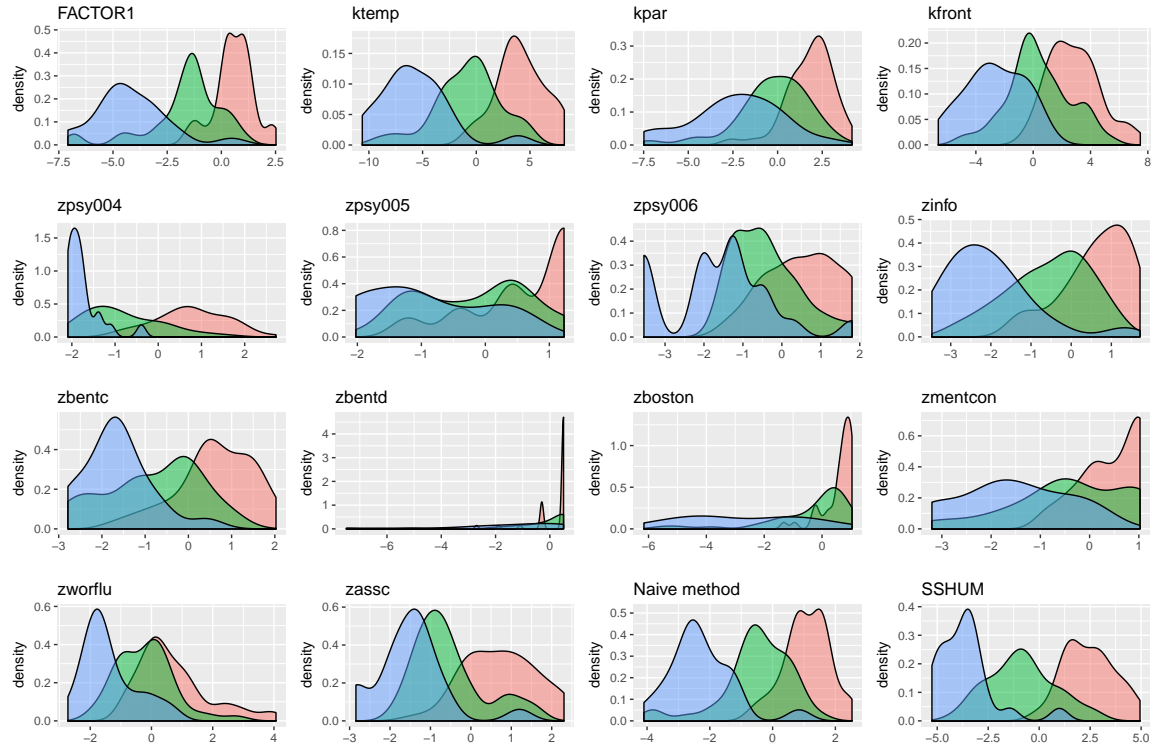 FACTOR1 ktemp kpar kfront
0.5 0.4 0.3 0.2 0.1 0.0 density −7.5 −5.0 −2.5 0.0 2.5
0.15 0.10 0.05 0.00 density −10 −5 0 5
0.3 0.2 0.1 0.0 density −7.5 −5.0 −2.5 0.0 2.5
0.20 0.15 0.10 0.05 0.00 density −4 0 4 8
zpsy004 zpsy005 zpsy006 zinfo
1.5 1.0 0.5 0.0 density −2 −1 0 1 2
0.8 0.6 0.4 0.2 0.0 density −2 −1 0 1
0.4 0.3 0.2 0.1 0.0 density −3 −2 −1 0 1 2
0.5 0.4 0.3 0.2 0.1 0.0 density −3 −2 −1 0 1
zbentc zbentd zboston zmentcon
0.4 0.2 0.0 density −3 −2 −1 0 1 2
4 3 2 1 0 density −6 −4 −2 0
1.0 0.5 0.0 density −6 −4 −2 0
0.6 0.4 0.2 0.0 density −3 −2 −1 0 1
zworflu zassc Naive method SSHUM
0.6 0.4 0.2 0.0 density −2 0 2 4
0.6 0.4 0.2 0.0 density −3 −2 −1 0 1 2
0.5 0.4 0.3 0.2 0.1 0.0 density −4 −2 0 2
0.4 0.3 0.2 0.1 0.0 density −5.0 −2.5 0.0 2.5 5.0